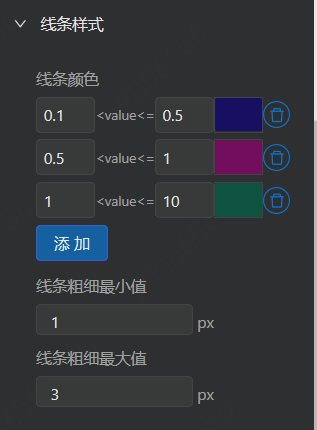 线条样式
线条颜色
0.1 <value<= 0.5
0.5 <value<= 1
1 <value<= 10
添 加
线条粗细最小值
1 px
线条粗细最大值
3 px